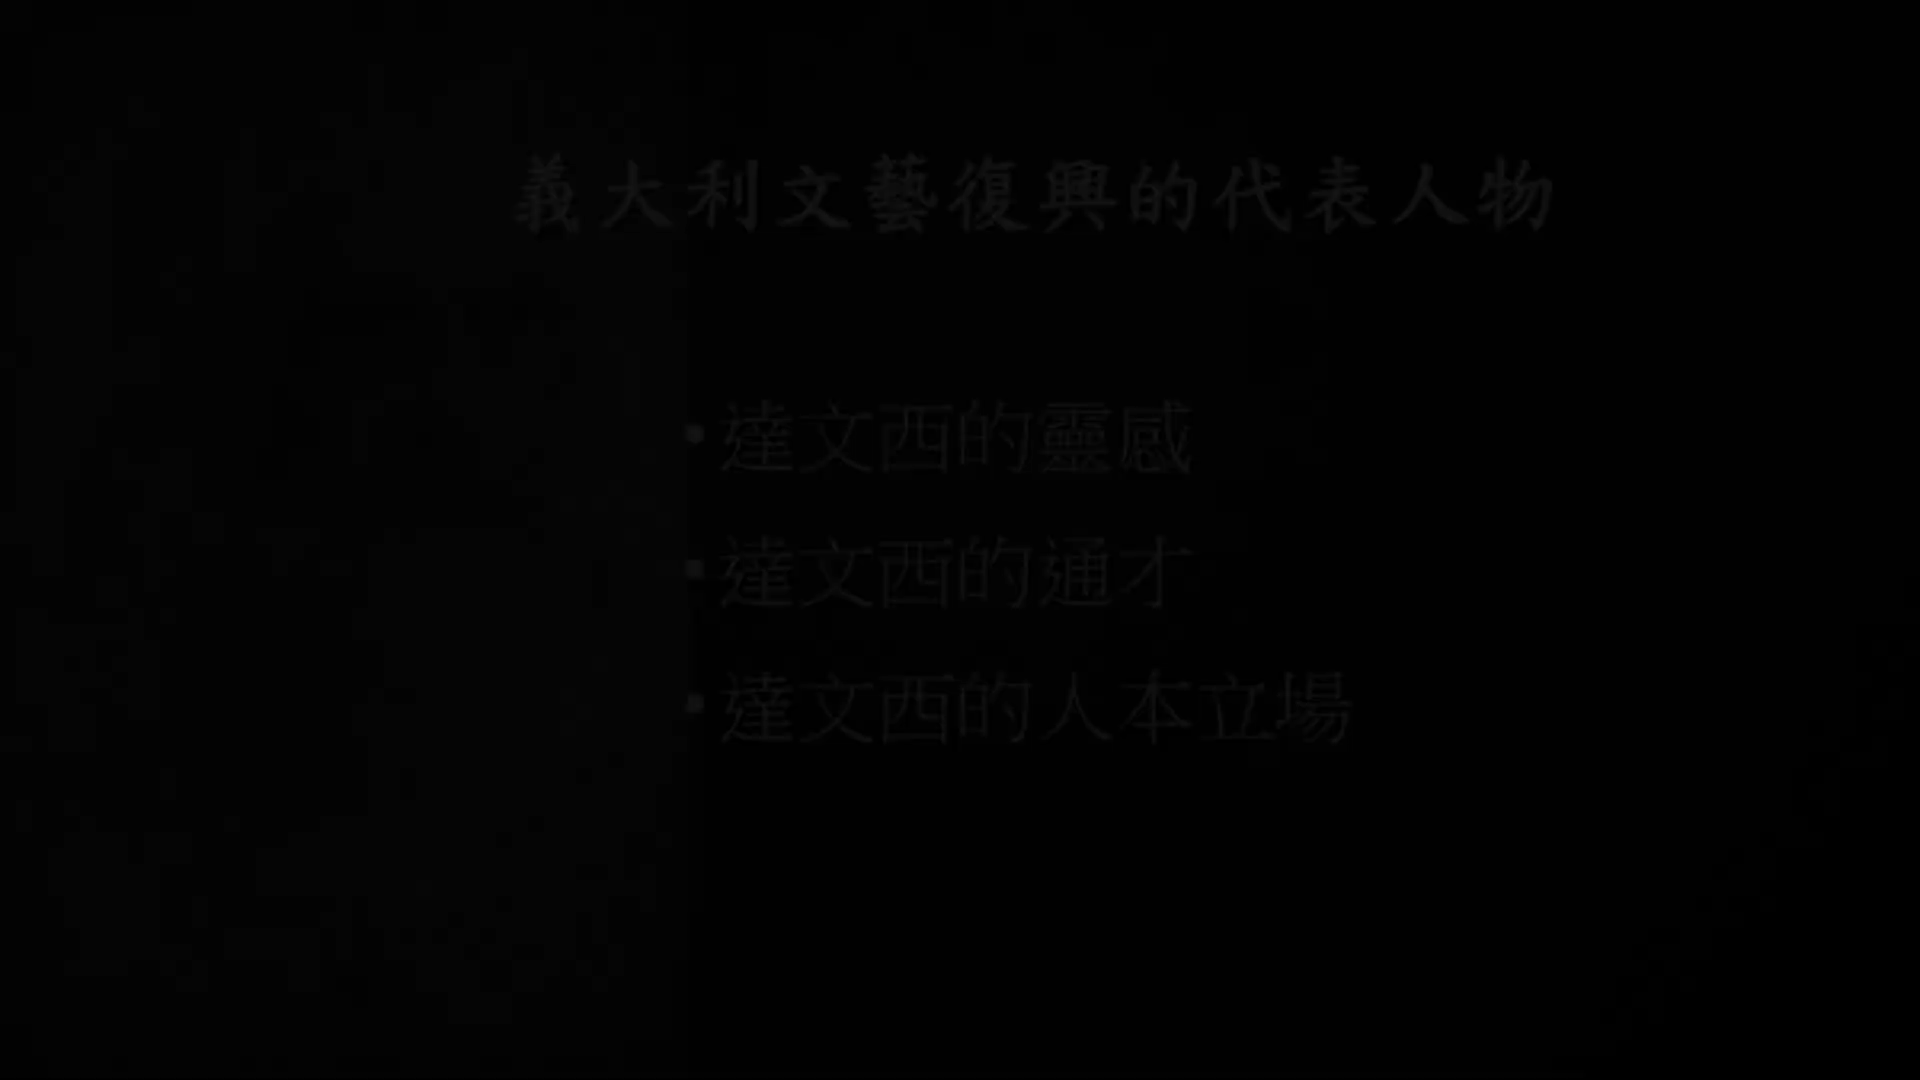 義大利文藝復興的代表人物
• 達文西的靈感
• 達文西的通才
• 達文西的人本立場